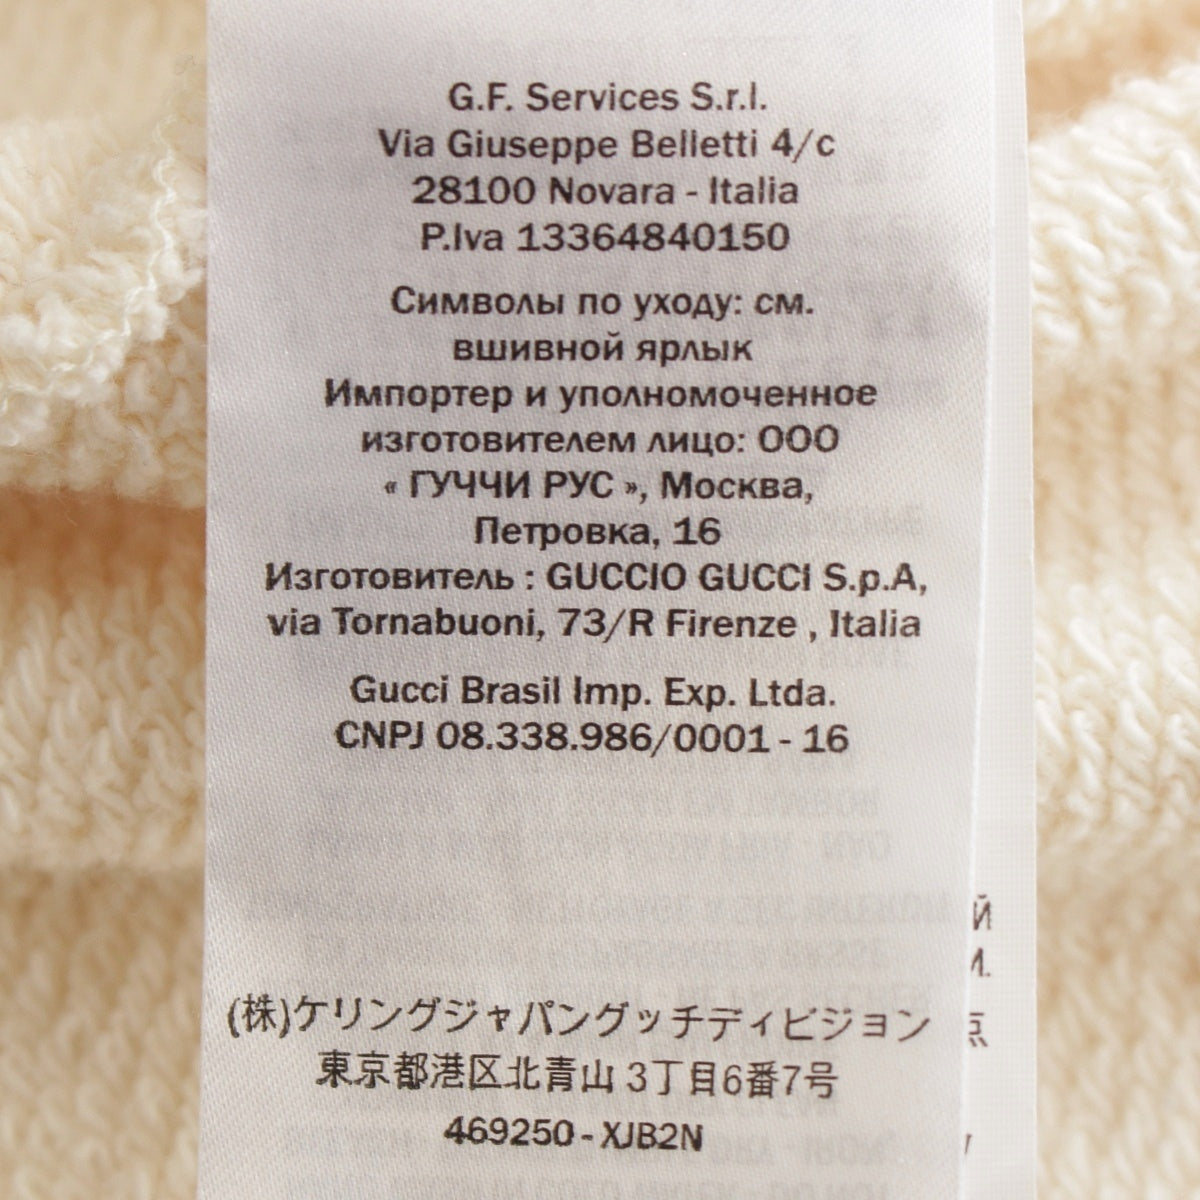 G.F. Services S.r.l.
Via Giuseppe Belletti 4/c
28100 Novara - Italia
P.Iva 13364840150
Символы по уходу: см.
вшивной ярлык
Импортер и уполномоченное
изготовителем лицо: ООО
« ГУЧЧИ РУС », Москва,
Петровка, 16
Изготовитель : GUCCIO GUCCI S.p.A,
via Tornabuoni, 73/R Firenze , Italia
Gucci Brasil Imp. Exp. Ltda.
CNPJ 08.338.986/0001 - 16
(株)ケリングジャパングッチディビジョン
東京都港区北青山 3丁目6番7号
469250 - XJB2N